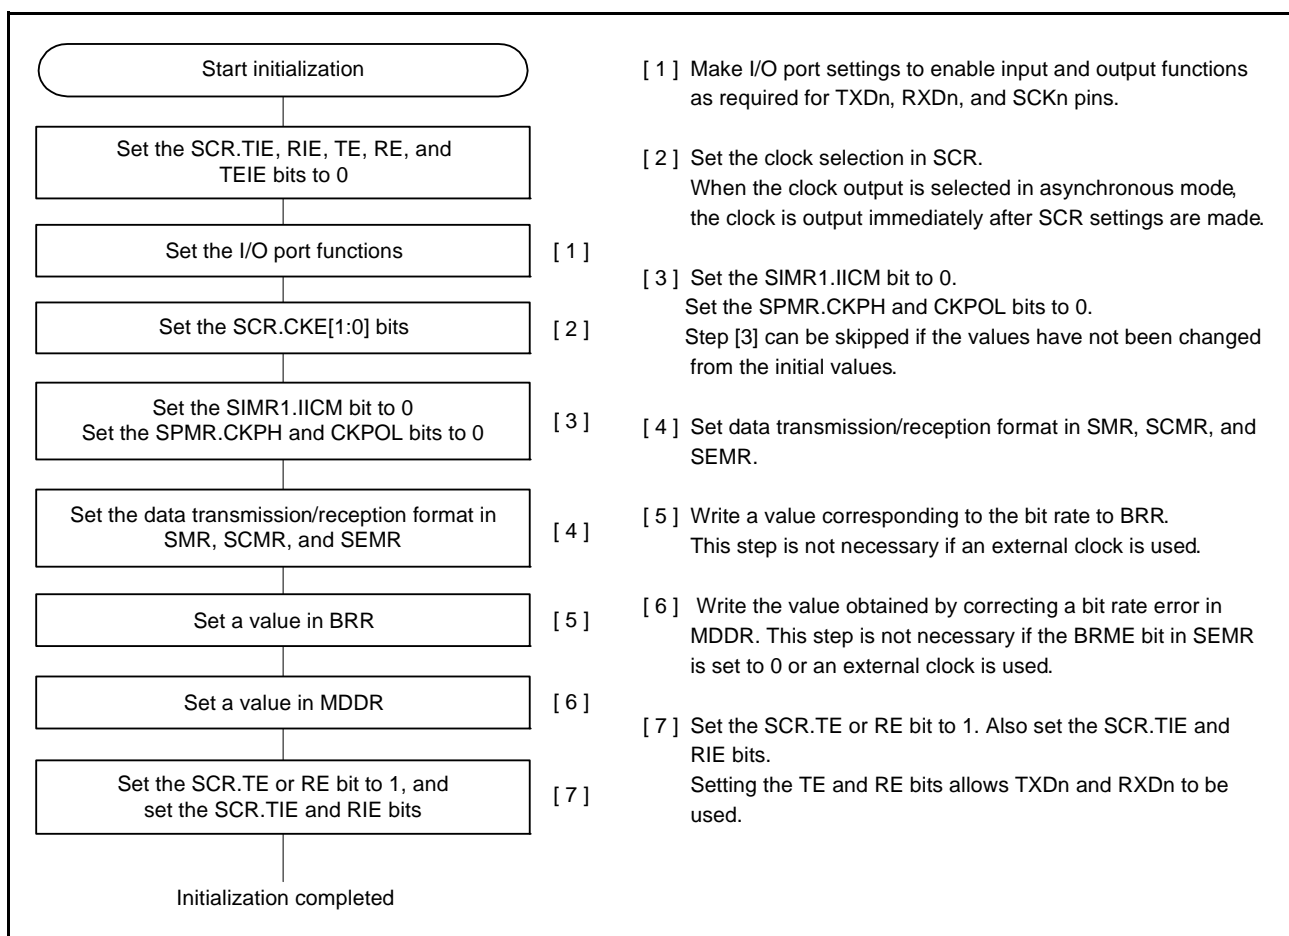 Start initialization
Set the SCR.TIE, RIE, TE, RE, and
TEIE bits to 0
Set the I/O port functions
[ 1 ]
Set the SCR.CKE[1:0] bits
[ 2 ]
Set the SIMR1.IICM bit to 0
Set the SPMR.CKPH and CKPOL bits to 0
[ 3 ]
Set the data transmission/reception format in
SMR, SCMR, and SEMR
[ 4 ]
Set a value in BRR
[ 5 ]
Set a value in MDDR
[ 6 ]
Set the SCR.TE or RE bit to 1, and
set the SCR.TIE and RIE bits
[ 7 ]
Initialization completed
[ 1 ] Make I/O port settings to enable input and output functions
as required for TXDn, RXDn, and SCKn pins.
[ 2 ] Set the clock selection in SCR.
When the clock output is selected in asynchronous mode,
the clock is output immediately after SCR settings are made.
[ 3 ] Set the SIMR1.IICM bit to 0.
Set the SPMR.CKPH and CKPOL bits to 0.
Step [3] can be skipped if the values have not been changed
from the initial values.
[ 4 ] Set data transmission/reception format in SMR, SCMR, and
SEMR.
[ 5 ] Write a value corresponding to the bit rate to BRR.
This step is not necessary if an external clock is used.
[ 6 ] Write the value obtained by correcting a bit rate error in
MDDR. This step is not necessary if the BRME bit in SEMR
is set to 0 or an external clock is used.
[ 7 ] Set the SCR.TE or RE bit to 1. Also set the SCR.TIE and
RIE bits.
Setting the TE and RE bits allows TXDn and RXDn to be
used.